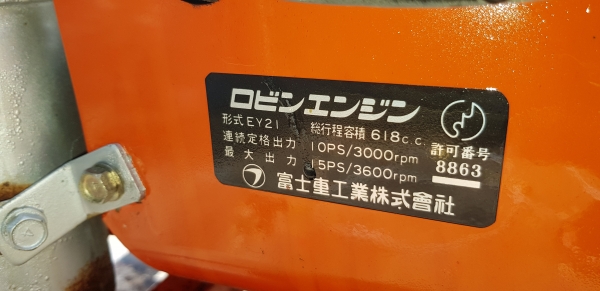 ロビンエンジン
形式 EY21 総行程容積 618c.c.
連続定格出力 10PS/3000rpm
最大出力 15PS/3600rpm
許可番号
8863
富士重工業株式會社